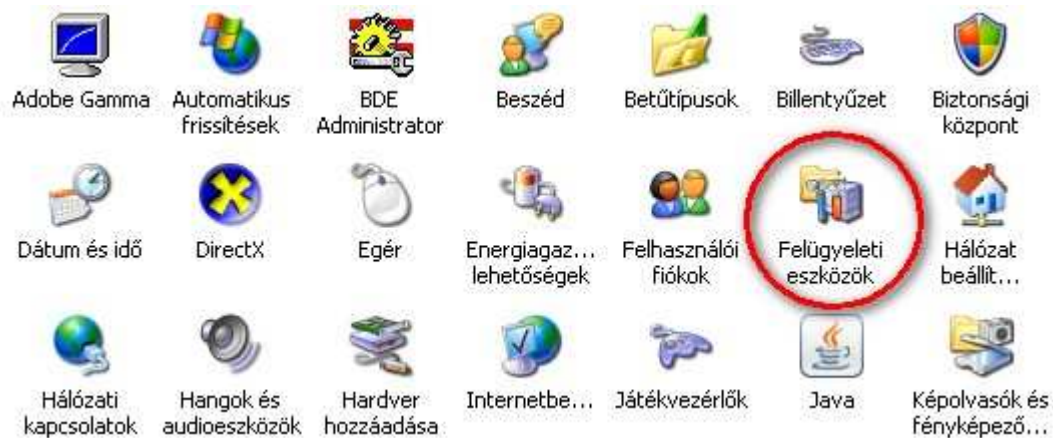 Adobe Gamma
Automatikus
frissítések
BDE
Administrator
Beszéd
Betűtípusok
Billentyűzet
Biztonsági
központ
Dátum és idő
DirectX
Egér
Energiagaz...
lehetőségek
Felhasználói
fiókok
Felügyeleti
eszközök
Hálózat
beállít...
Hálózati
kapcsolatok
Hangok és
audioeszközök
Hardver
hozzáadása
Internetbe...
Játékvezérlők
Java
Képolvasók és
fényképező...